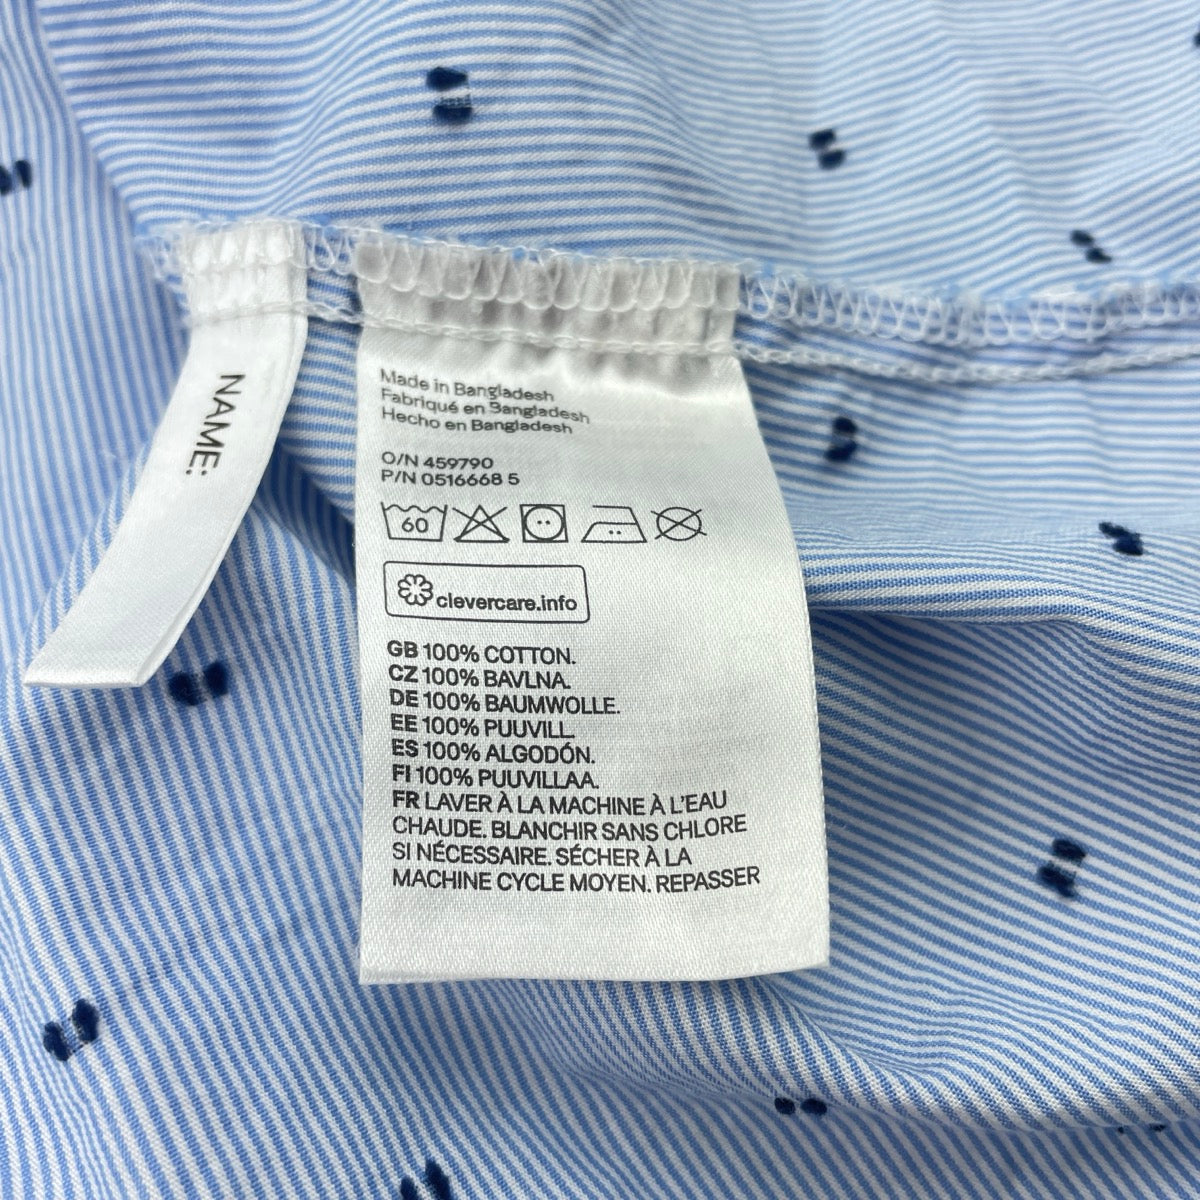 NAME:
Made in Bangladesh
Fabriqué en Bangladesh
Hecho en Bangladesh
O/N 459790
P/N 0516668 5
60
clevercare.info
GB 100% COTTON.
CZ 100% BAVLNA.
DE 100% BAUMWOLLE.
EE 100% PUUVILL.
ES 100% ALGODÓN.
FI 100% PUUVILLAA.
FR LAVER À LA MACHINE À L'EAU
CHAUDE. BLANCHIR SANS CHLORE
SI NÉCESSAIRE. SÉCHER À LA
MACHINE CYCLE MOYEN. REPASSER